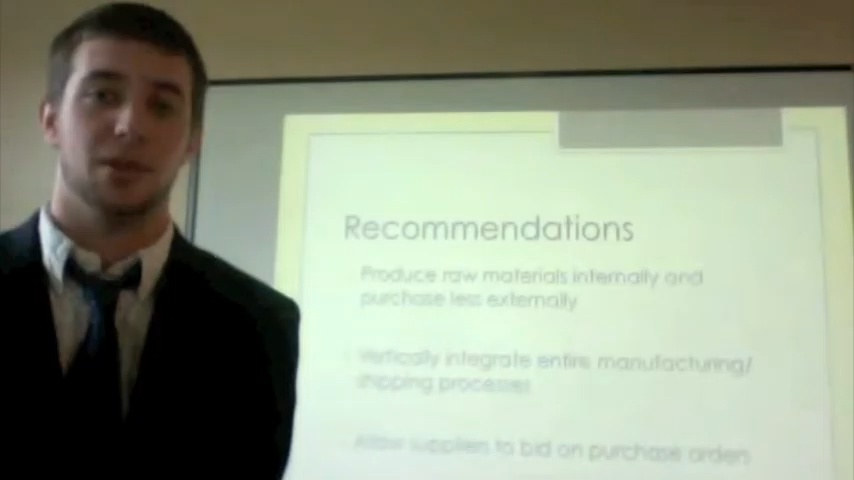 Recommendations
Produce raw materials internally and
purchase less externally
Vertically integrate entire manufacturing/
shipping processes
Allow suppliers to bid on purchase orders